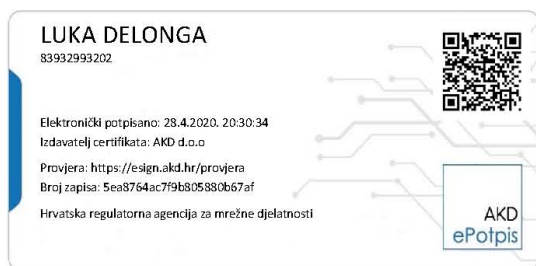 LUKA DELONGA
83932993202
Elektronički potpisano: 28.4.2020. 20:30:34
Izdavatelj certifikata: AKD d.o.o
Provjera: https://esign.akd.hr/provjera
Broj zapisa: 5ea8764ac7f9b805880b67af
Hrvatska regulatorna agencija za mrežne djelatnosti
AKD
ePotpis